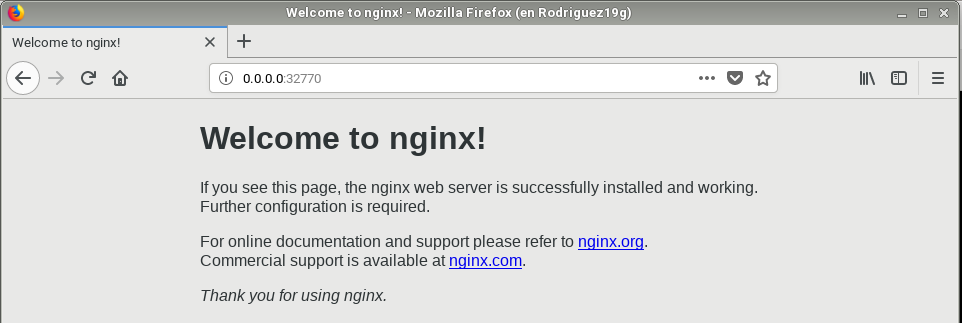 Welcome to nginx! - Mozilla Firefox (en Rodriguez19g)
Welcome to nginx!
0.0.0.0:32770
Welcome to nginx!
If you see this page, the nginx web server is successfully installed and working.
Further configuration is required.
For online documentation and support please refer to nginx.org.
Commercial support is available at nginx.com.
Thank you for using nginx.